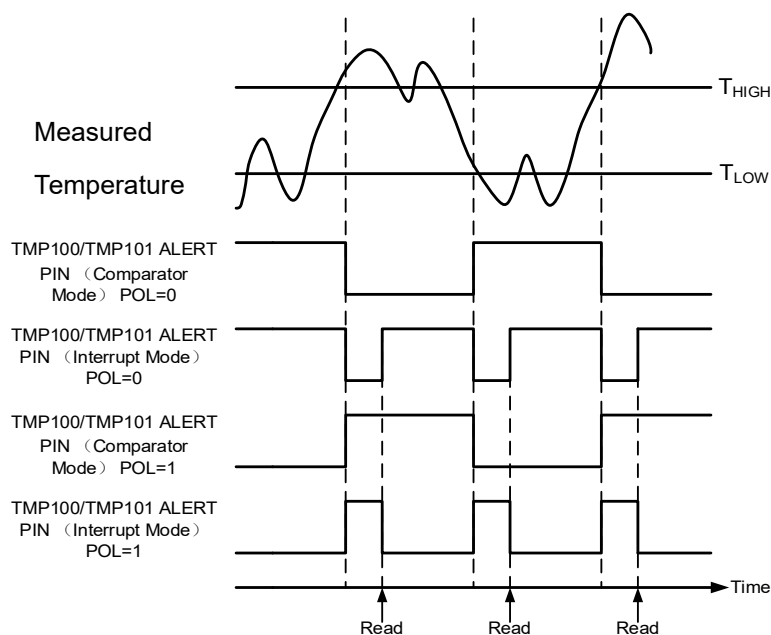 THIGH
Measured
Temperature
TLOW
TMP100/TMP101 ALERT
PIN （Comparator
Mode） POL=0
TMP100/TMP101 ALERT
PIN （Interrupt Mode）
POL=0
TMP100/TMP101 ALERT
PIN （Comparator
Mode） POL=1
TMP100/TMP101 ALERT
PIN （Interrupt Mode）
POL=1
Time
Read Read Read